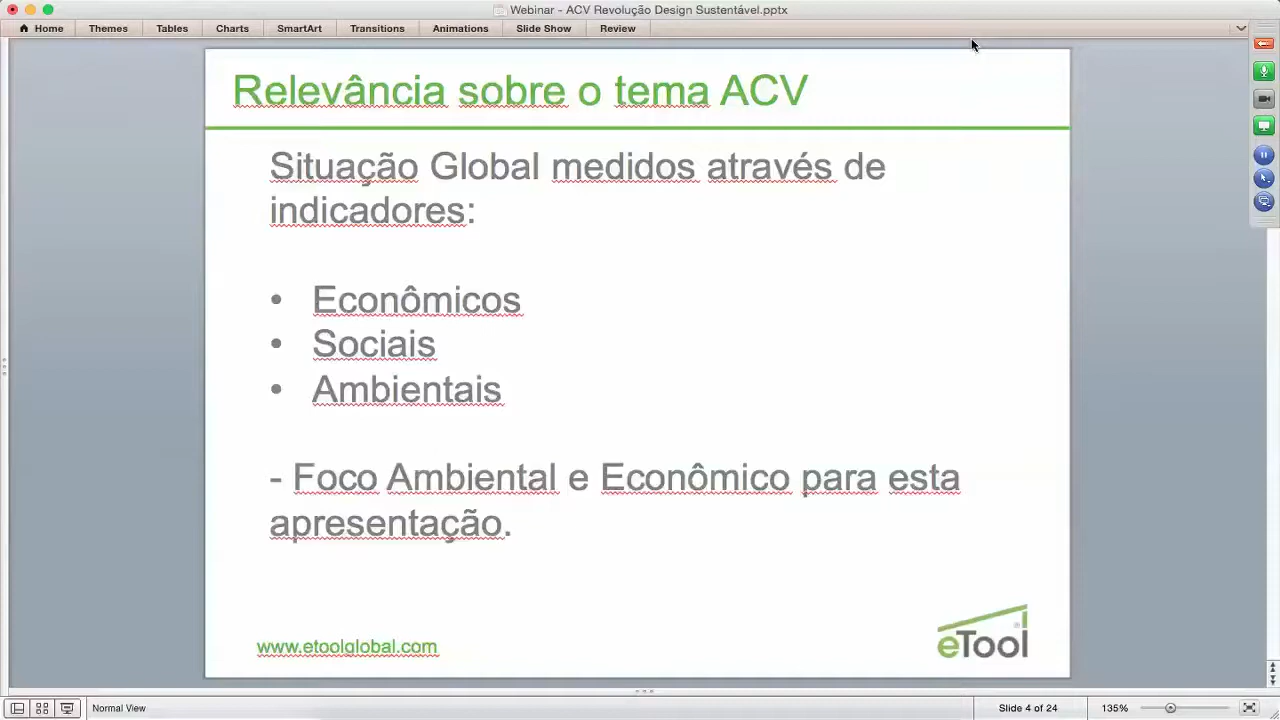 Webinar - ACV Revolução Design Sustentável.pptx
Home Themes Tables Charts SmartArt Transitions Animations Slide Show Review
Relevância sobre o tema ACV
Situação Global medidos através de
indicadores:
• Econômicos
• Sociais
• Ambientais
- Foco Ambiental e Econômico para esta
apresentação.
www.etoolglobal.com
eTool®
Normal View
Slide 4 of 24
135%